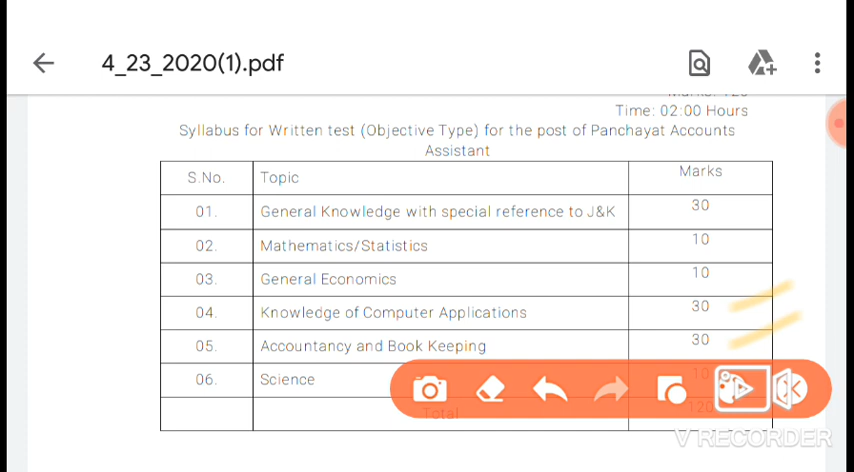 4_23_2020(1).pdf
Time: 02:00 Hours
Syllabus for Written test (Objective Type) for the post of Panchayat Accounts
Assistant
S.No. Topic Marks
01. General Knowledge with special reference to J&K 30
02. Mathematics/Statistics 10
03. General Economics 10
04. Knowledge of Computer Applications 30
05. Accountancy and Book Keeping 30
06. Science 10
Total 120
V RECORDER